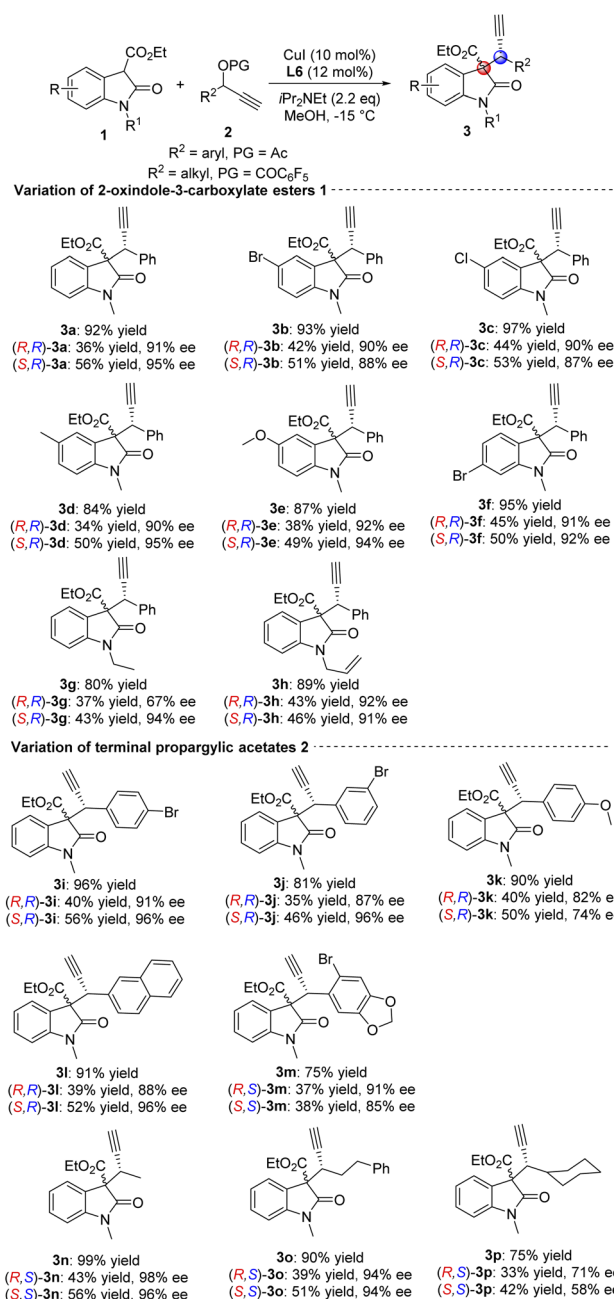 CO₂Et
R
O
N
R¹
1
+
OPG
R²
2
CuI (10 mol%)
L6 (12 mol%)
iPr₂NEt (2.2 eq)
MeOH, -15 °C
EtO₂C
R²
R
O
N
R¹
3
R² = aryl, PG = Ac
R² = alkyl, PG = COC₆F₅
Variation of 2-oxindole-3-carboxylate esters 1
EtO₂C
Ph
O
N
3a: 92% yield
(R,R)-3a: 36% yield, 91% ee
(S,R)-3a: 56% yield, 95% ee
Br
EtO₂C
Ph
O
N
3b: 93% yield
(R,R)-3b: 42% yield, 90% ee
(S,R)-3b: 51% yield, 88% ee
Cl
EtO₂C
Ph
O
N
3c: 97% yield
(R,R)-3c: 44% yield, 90% ee
(S,R)-3c: 53% yield, 87% ee
EtO₂C
Ph
O
N
3d: 84% yield
(R,R)-3d: 34% yield, 90% ee
(S,R)-3d: 50% yield, 95% ee
EtO₂C
O
Ph
O
N
3e: 87% yield
(R,R)-3e: 38% yield, 92% ee
(S,R)-3e: 49% yield, 94% ee
EtO₂C
Ph
O
Br
N
3f: 95% yield
(R,R)-3f: 45% yield, 91% ee
(S,R)-3f: 50% yield, 92% ee
EtO₂C
Ph
O
N
3g: 80% yield
(R,R)-3g: 37% yield, 67% ee
(S,R)-3g: 43% yield, 94% ee
EtO₂C
Ph
O
N
3h: 89% yield
(R,R)-3h: 43% yield, 92% ee
(S,R)-3h: 46% yield, 91% ee
Variation of terminal propargylic acetates 2
EtO₂C
Br
O
N
3i: 96% yield
(R,R)-3i: 40% yield, 91% ee
(S,R)-3i: 56% yield, 96% ee
Br
EtO₂C
O
N
3j: 81% yield
(R,R)-3j: 35% yield, 87% ee
(S,R)-3j: 46% yield, 96% ee
EtO₂C
O
O
N
3k: 90% yield
(R,R)-3k: 40% yield, 82% e
(S,R)-3k: 50% yield, 74% e
EtO₂C
O
N
3l: 91% yield
(R,R)-3l: 39% yield, 88% ee
(S,R)-3l: 52% yield, 96% ee
Br
EtO₂C
O
O
O
N
3m: 75% yield
(R,S)-3m: 37% yield, 91% ee
(S,S)-3m: 38% yield, 85% ee
EtO₂C
O
N
3n: 99% yield
(R,S)-3n: 43% yield, 98% ee
(S,S)-3n: 56% yield, 96% ee
EtO₂C
Ph
O
N
3o: 90% yield
(R,S)-3o: 39% yield, 94% ee
(S,S)-3o: 51% yield, 94% ee
EtO₂C
O
N
3p: 75% yield
(R,S)-3p: 33% yield, 71% e
(S,S)-3p: 42% yield, 58% e